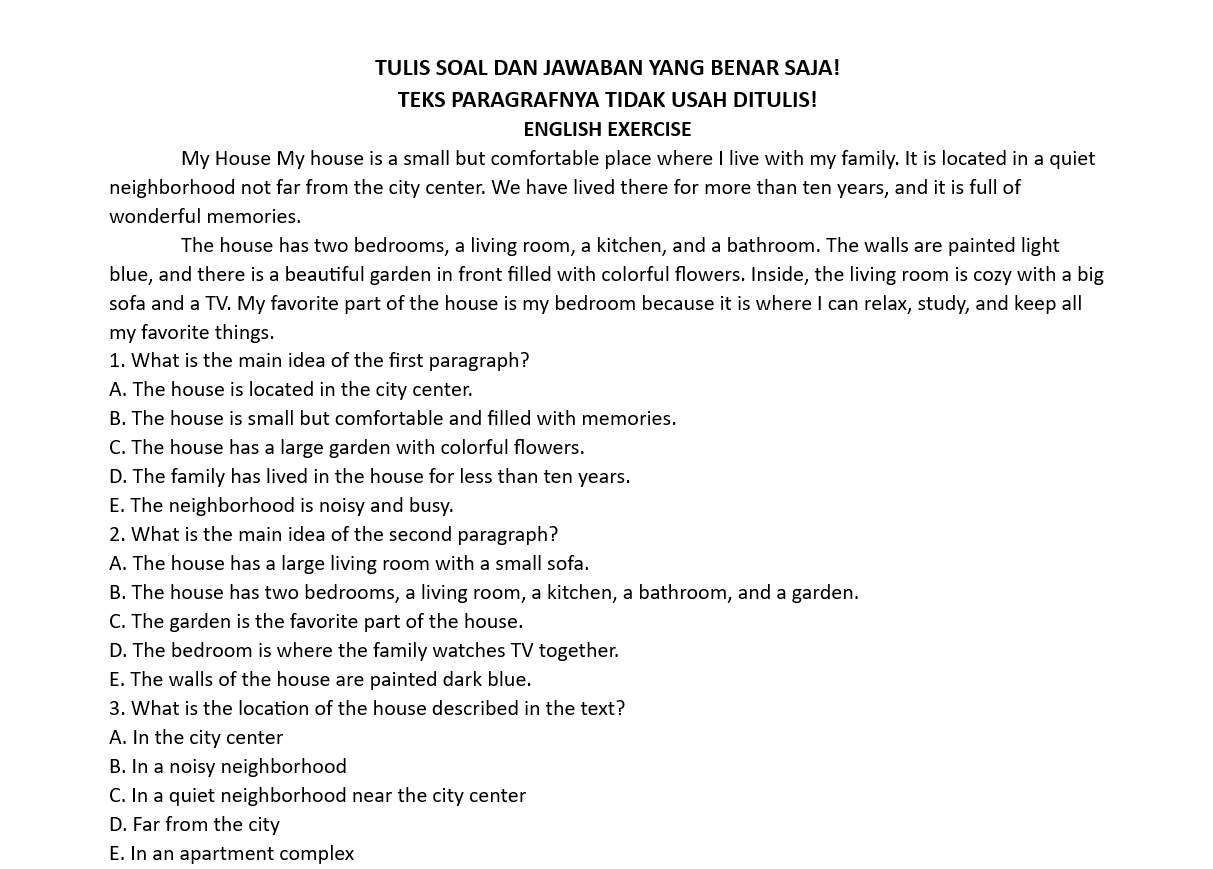 TULIS SOAL DAN JAWABAN YANG BENAR SAJA!
TEKS PARAGRAFNYA TIDAK USAH DITULIS!
ENGLISH EXERCISE
My House My house is a small but comfortable place where I live with my family. It is located in a quiet
neighborhood not far from the city center. We have lived there for more than ten years, and it is full of
wonderful memories.
The house has two bedrooms, a living room, a kitchen, and a bathroom. The walls are painted light
blue, and there is a beautiful garden in front filled with colorful flowers. Inside, the living room is cozy with a big
sofa and a TV. My favorite part of the house is my bedroom because it is where I can relax, study, and keep all
my favorite things.
1. What is the main idea of the first paragraph?
A. The house is located in the city center.
B. The house is small but comfortable and filled with memories.
C. The house has a large garden with colorful flowers.
D. The family has lived in the house for less than ten years.
E. The neighborhood is noisy and busy.
2. What is the main idea of the second paragraph?
A. The house has a large living room with a small sofa.
B. The house has two bedrooms, a living room, a kitchen, a bathroom, and a garden.
C. The garden is the favorite part of the house.
D. The bedroom is where the family watches TV together.
E. The walls of the house are painted dark blue.
3. What is the location of the house described in the text?
A. In the city center
B. In a noisy neighborhood
C. In a quiet neighborhood near the city center
D. Far from the city
E. In an apartment complex